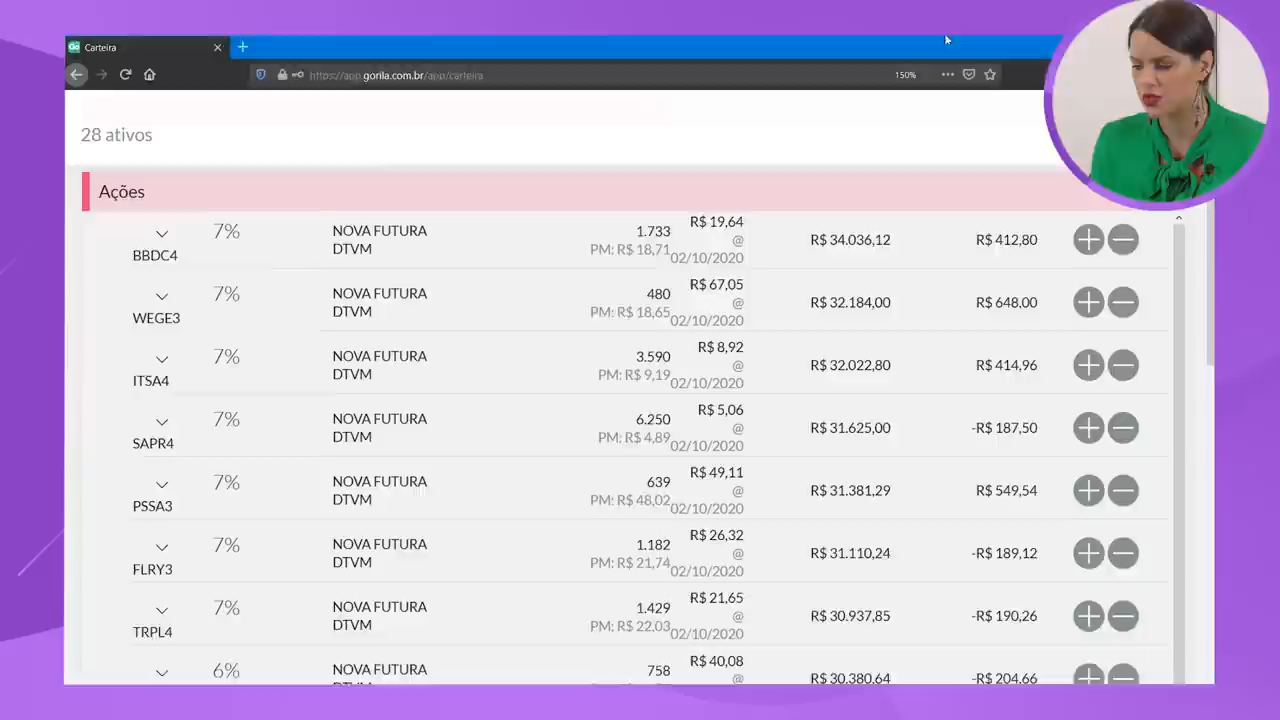 Carteira
https://app.gorila.com.br/app/carteira
150%
28 ativos
Ações
BBDC4
7%
NOVA FUTURA
DTVM
1.733
PM: R$ 18,71
R$ 19,64
@
02/10/2020
R$ 34.036,12
R$ 412,80
WEGE3
7%
NOVA FUTURA
DTVM
480
PM: R$ 18,65
R$ 67,05
@
02/10/2020
R$ 32.184,00
R$ 648,00
ITSA4
7%
NOVA FUTURA
DTVM
3.590
PM: R$ 9,19
R$ 8,92
@
02/10/2020
R$ 32.022,80
R$ 414,96
SAPR4
7%
NOVA FUTURA
DTVM
6.250
PM: R$ 4,89
R$ 5,06
@
02/10/2020
R$ 31.625,00
-R$ 187,50
PSSA3
7%
NOVA FUTURA
DTVM
639
PM: R$ 48,02
R$ 49,11
@
02/10/2020
R$ 31.381,29
R$ 549,54
FLRY3
7%
NOVA FUTURA
DTVM
1.182
PM: R$ 21,74
R$ 26,32
@
02/10/2020
R$ 31.110,24
-R$ 189,12
TRPL4
7%
NOVA FUTURA
DTVM
1.429
PM: R$ 22,03
R$ 21,65
@
02/10/2020
R$ 30.937,85
-R$ 190,26
6%
NOVA FUTURA
758
R$ 40,08
@
R$ 30.380,64
-R$ 204,66